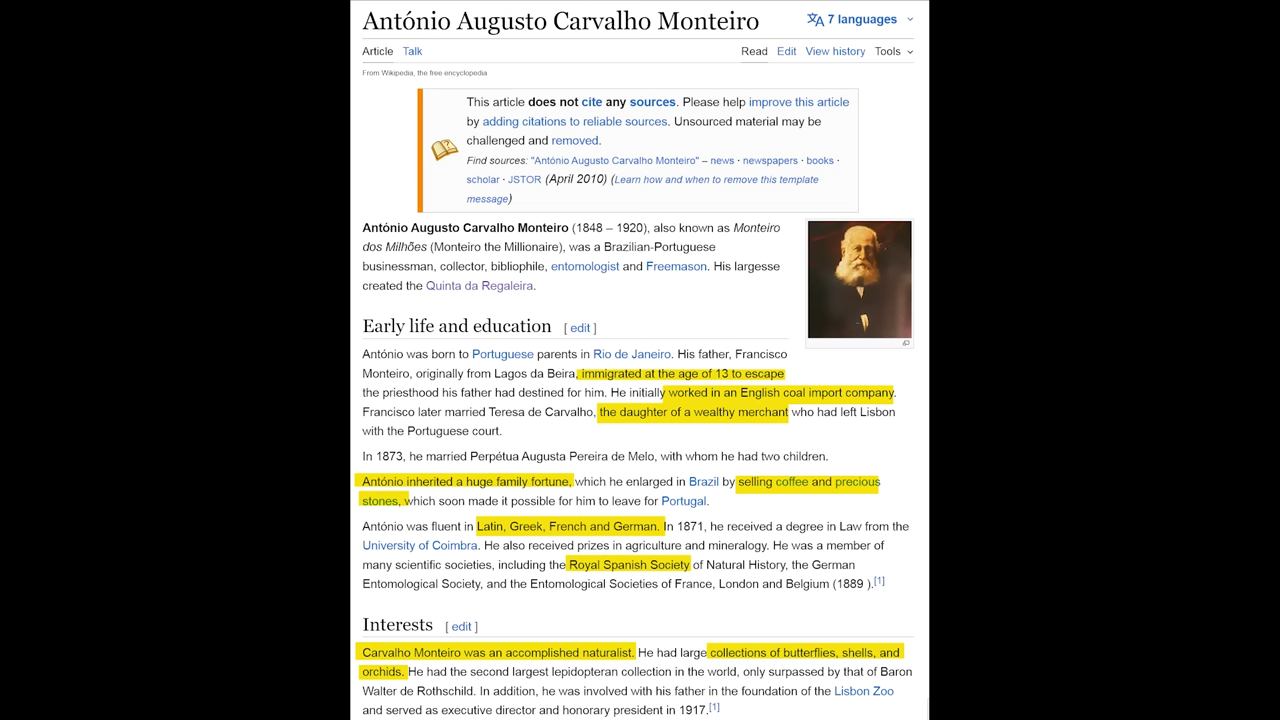 António Augusto Carvalho Monteiro
7 languages
Article Talk
Read Edit View history Tools
From Wikipedia, the free encyclopedia
This article does not cite any sources. Please help improve this article
by adding citations to reliable sources. Unsourced material may be
challenged and removed.
Find sources: "António Augusto Carvalho Monteiro" – news · newspapers · books ·
scholar · JSTOR (April 2010) (Learn how and when to remove this template
message)
António Augusto Carvalho Monteiro (1848 – 1920), also known as Monteiro
dos Milhões (Monteiro the Millionaire), was a Brazilian-Portuguese
businessman, collector, bibliophile, entomologist and Freemason. His largesse
created the Quinta da Regaleira.
Early life and education [ edit ]
António was born to Portuguese parents in Rio de Janeiro. His father, Francisco
Monteiro, originally from Lagos da Beira, immigrated at the age of 13 to escape
the priesthood his father had destined for him. He initially worked in an English coal import company.
Francisco later married Teresa de Carvalho, the daughter of a wealthy merchant who had left Lisbon
with the Portuguese court.
In 1873, he married Perpétua Augusta Pereira de Melo, with whom he had two children.
António inherited a huge family fortune, which he enlarged in Brazil by selling coffee and precious
stones, which soon made it possible for him to leave for Portugal.
António was fluent in Latin, Greek, French and German. In 1871, he received a degree in Law from the
University of Coimbra. He also received prizes in agriculture and mineralogy. He was a member of
many scientific societies, including the Royal Spanish Society of Natural History, the German
Entomological Society, and the Entomological Societies of France, London and Belgium (1889 ).[1]
Interests [ edit ]
Carvalho Monteiro was an accomplished naturalist. He had large collections of butterflies, shells, and
orchids. He had the second largest lepidopteran collection in the world, only surpassed by that of Baron
Walter de Rothschild. In addition, he was involved with his father in the foundation of the Lisbon Zoo
and served as executive director and honorary president in 1917.[1]